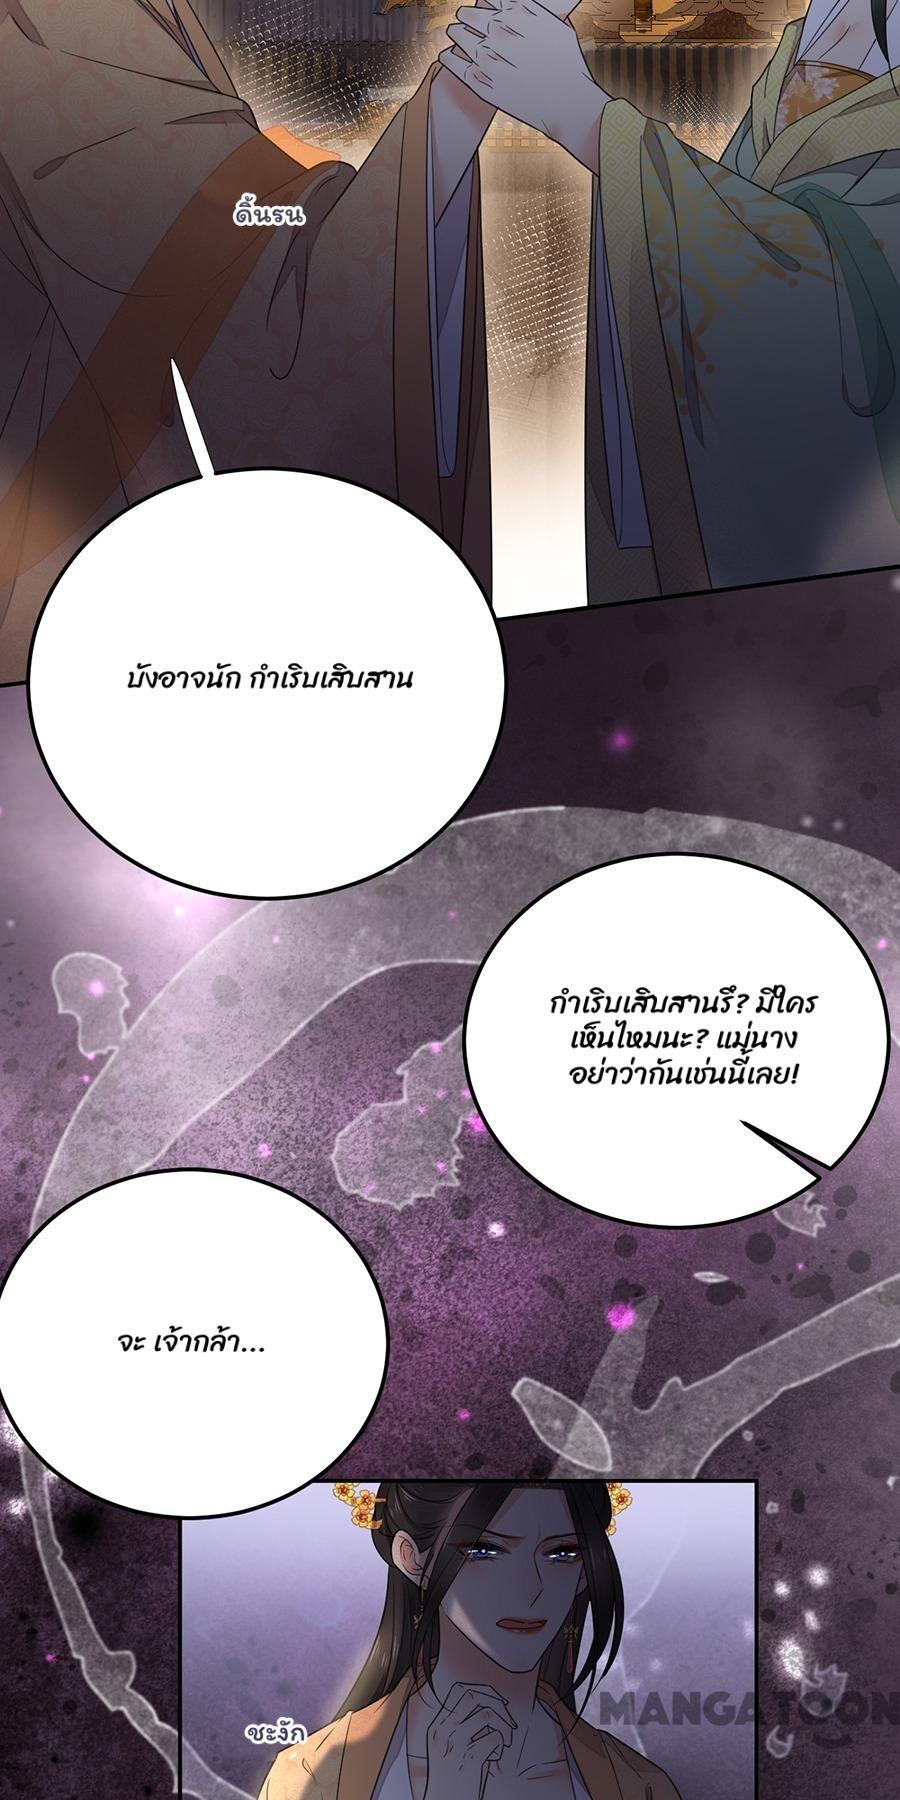 ดิ้นรน
บังอาจนัก กำเริบเสิบสาน
กำเริบเสิบสานรึ? มีใคร
เห็นไหมนะ? แม่นาง
อย่าว่ากันเช่นนี้เลย!
จะ เจ้ากล้า...
MANGATOON
ชะงัก